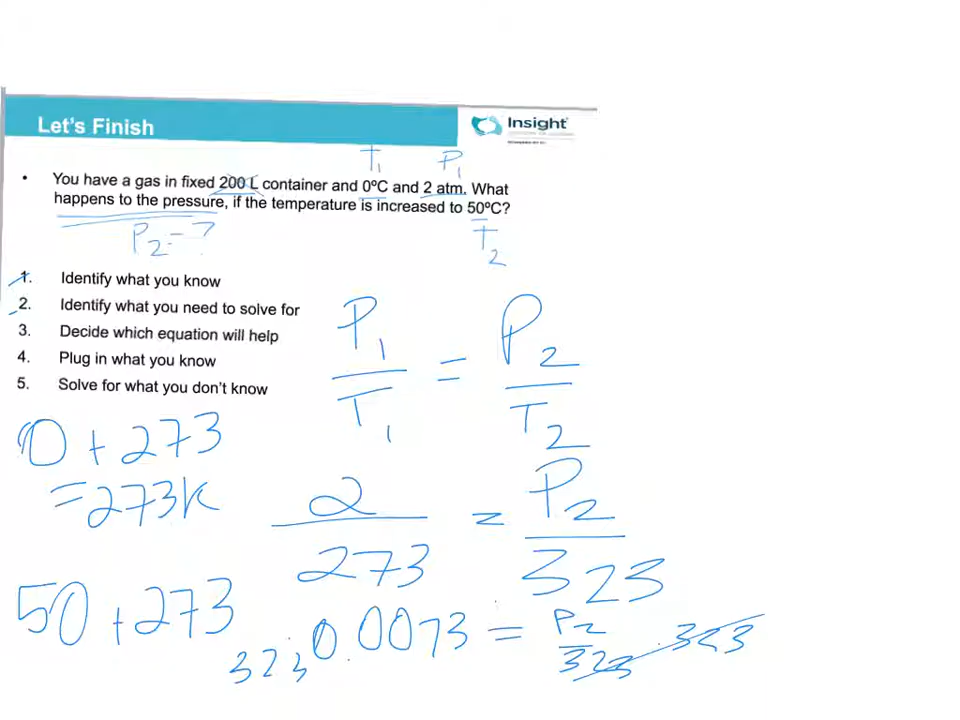 Let's Finish
Insight
T1 P1
• You have a gas in fixed 200 L container and 0ºC and 2 atm. What
happens to the pressure, if the temperature is increased to 50ºC?
P2 = ?
T2
1. Identify what you know
2. Identify what you need to solve for
3. Decide which equation will help
4. Plug in what you know
5. Solve for what you don't know
P1 / T1 = P2 / T2
0 + 273
= 273K
2 / 273 = P2 / 323
50 + 273
323 · 0.0073 = P2 / 323 · 323